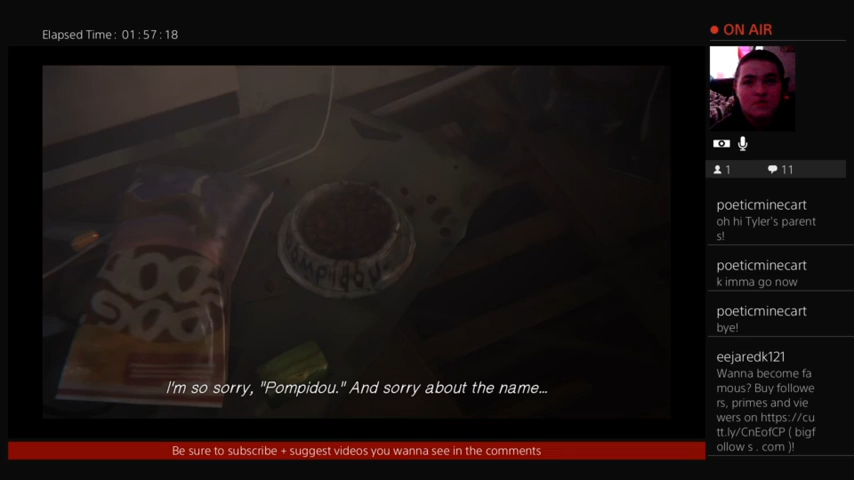 Elapsed Time: 01:57:18
ON AIR
1
11
poeticminecart
oh hi Tyler's parent
s!
poeticminecart
k imma go now
poeticminecart
bye!
eejaredk121
Wanna become fa
mous? Buy followe
rs, primes and vie
wers on https://cu
tt.ly/CnEofCP ( bigf
ollow s . com )!
DOG
DOG
Pompidou
I'm so sorry, "Pompidou." And sorry about the name...
Be sure to subscribe + suggest videos you wanna see in the comments